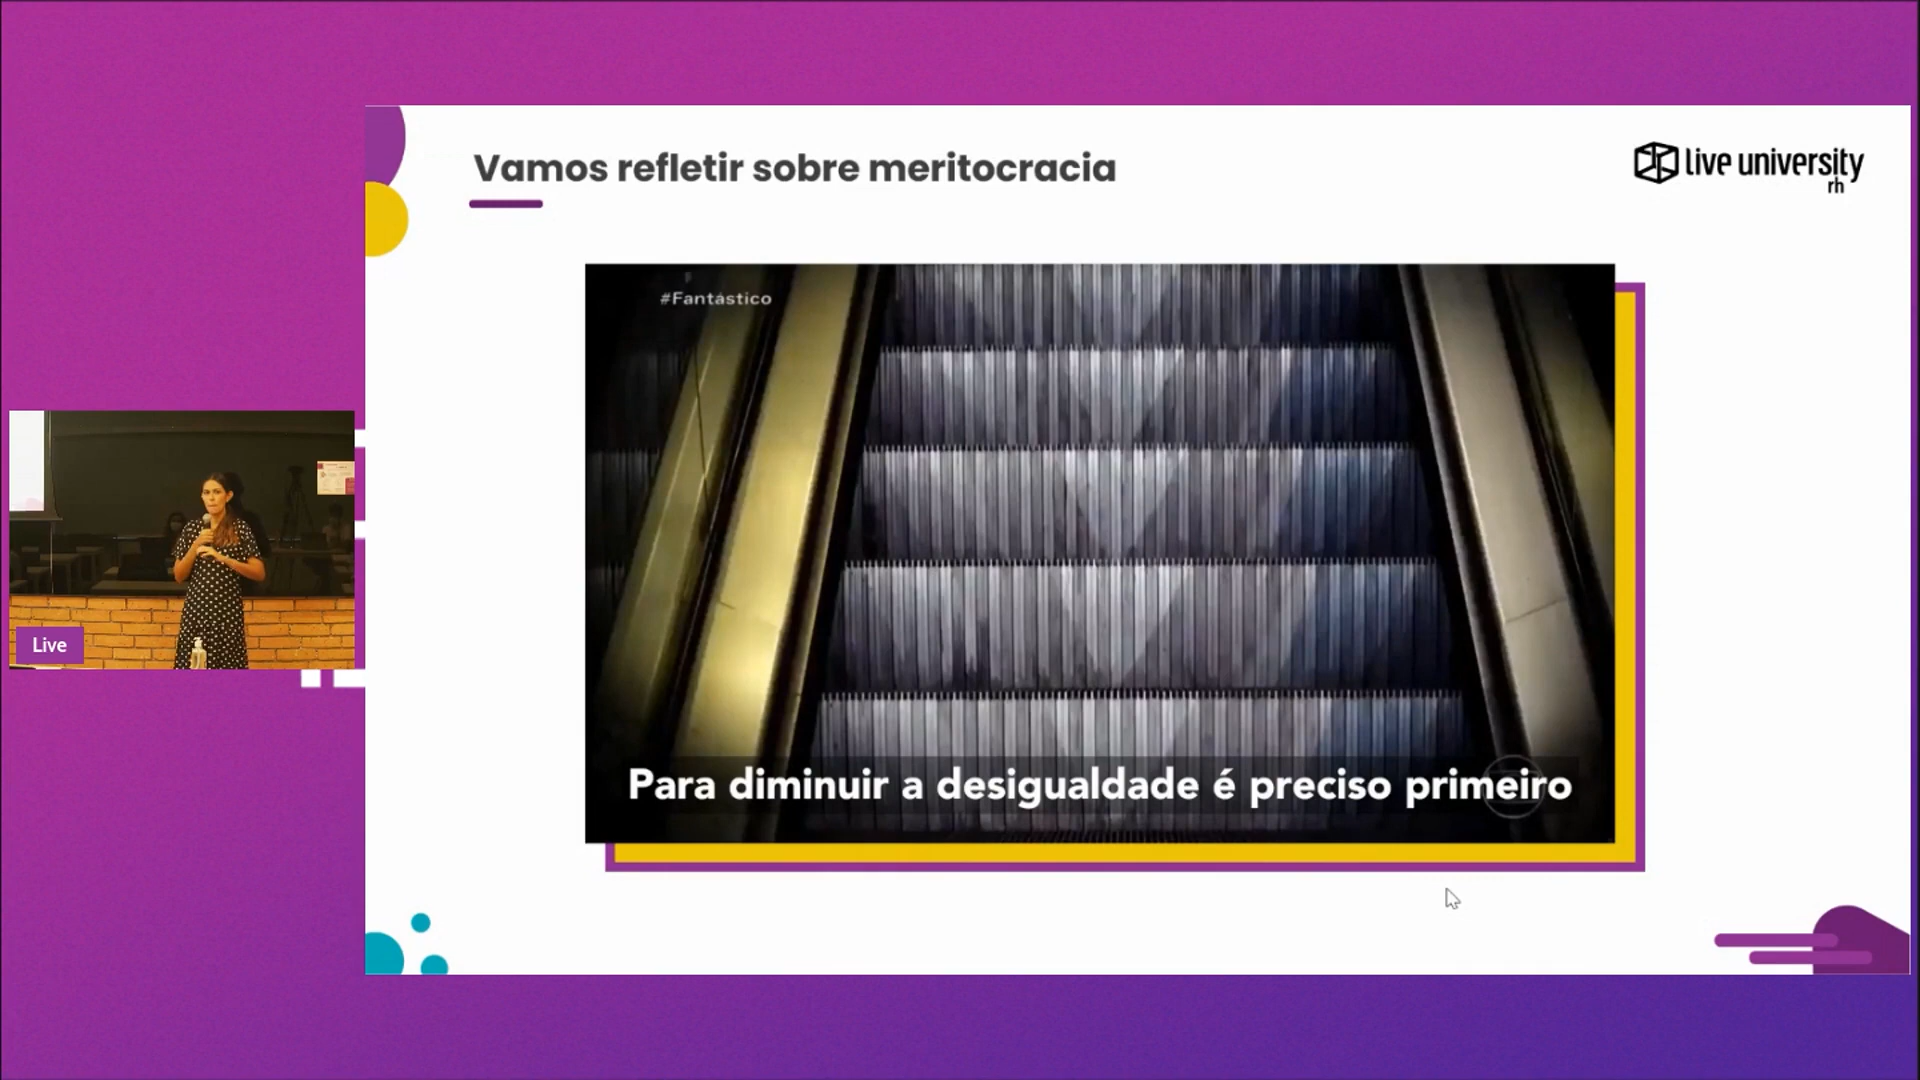 Vamos refletir sobre meritocracia
live university
rh
#Fantástico
Para diminuir a desigualdade é preciso primeiro
Live